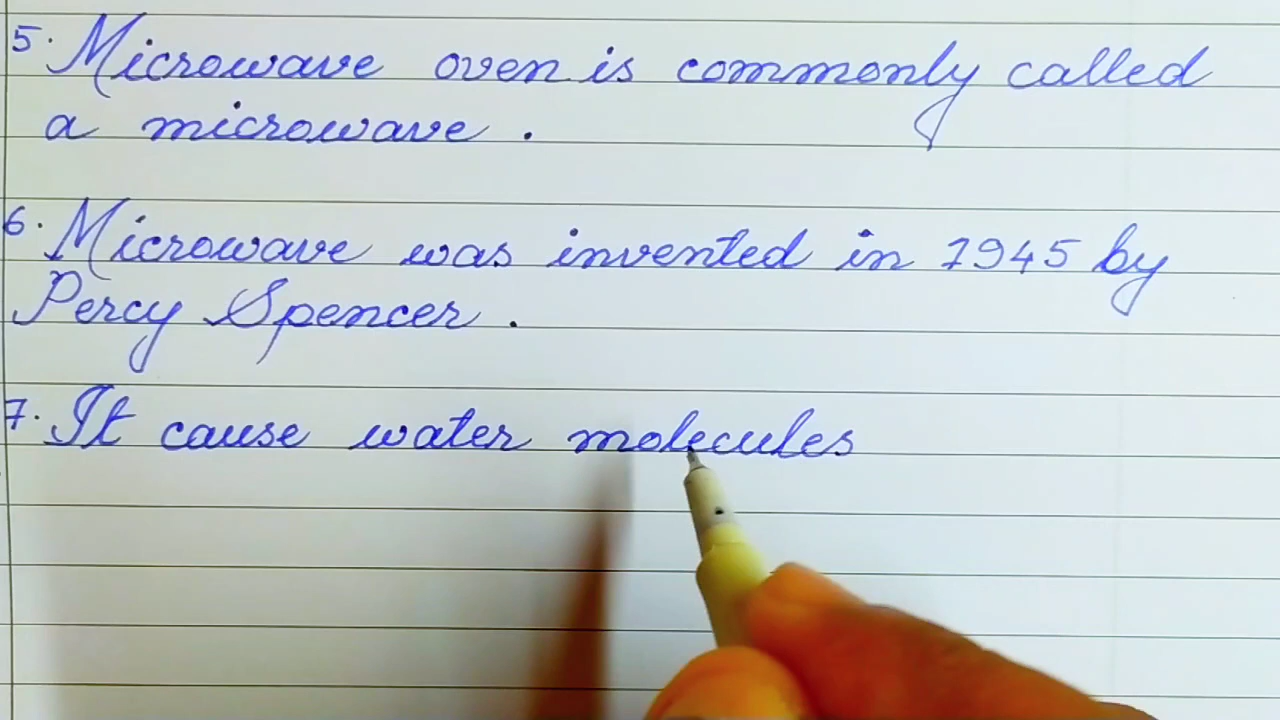 5. Microwave oven is commonly called
a microwave .
6. Microwave was invented in 1945 by
Percy Spencer .
7. It cause water molecules